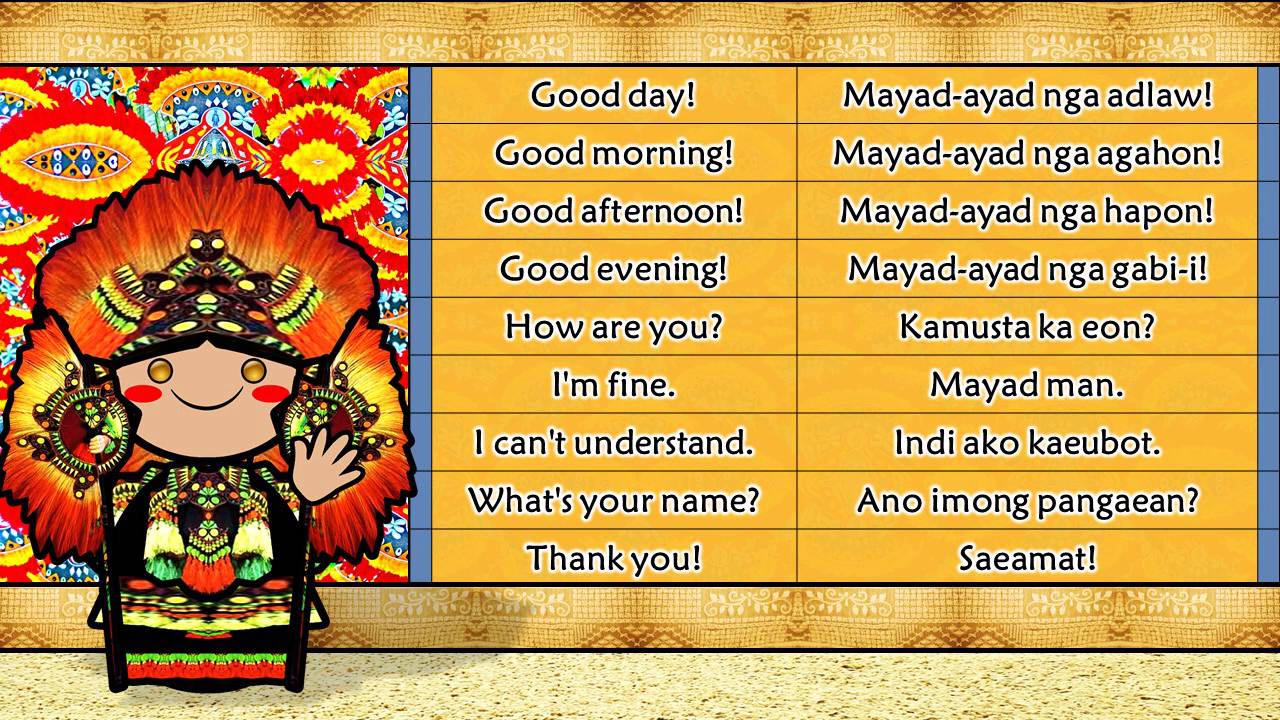 Good day! Mayad-ayad nga adlaw!
Good morning! Mayad-ayad nga agahon!
Good afternoon! Mayad-ayad nga hapon!
Good evening! Mayad-ayad nga gabi-i!
How are you? Kamusta ka eon?
I'm fine. Mayad man.
I can't understand. Indi ako kaeubot.
What's your name? Ano imong pangaean?
Thank you! Saeamat!